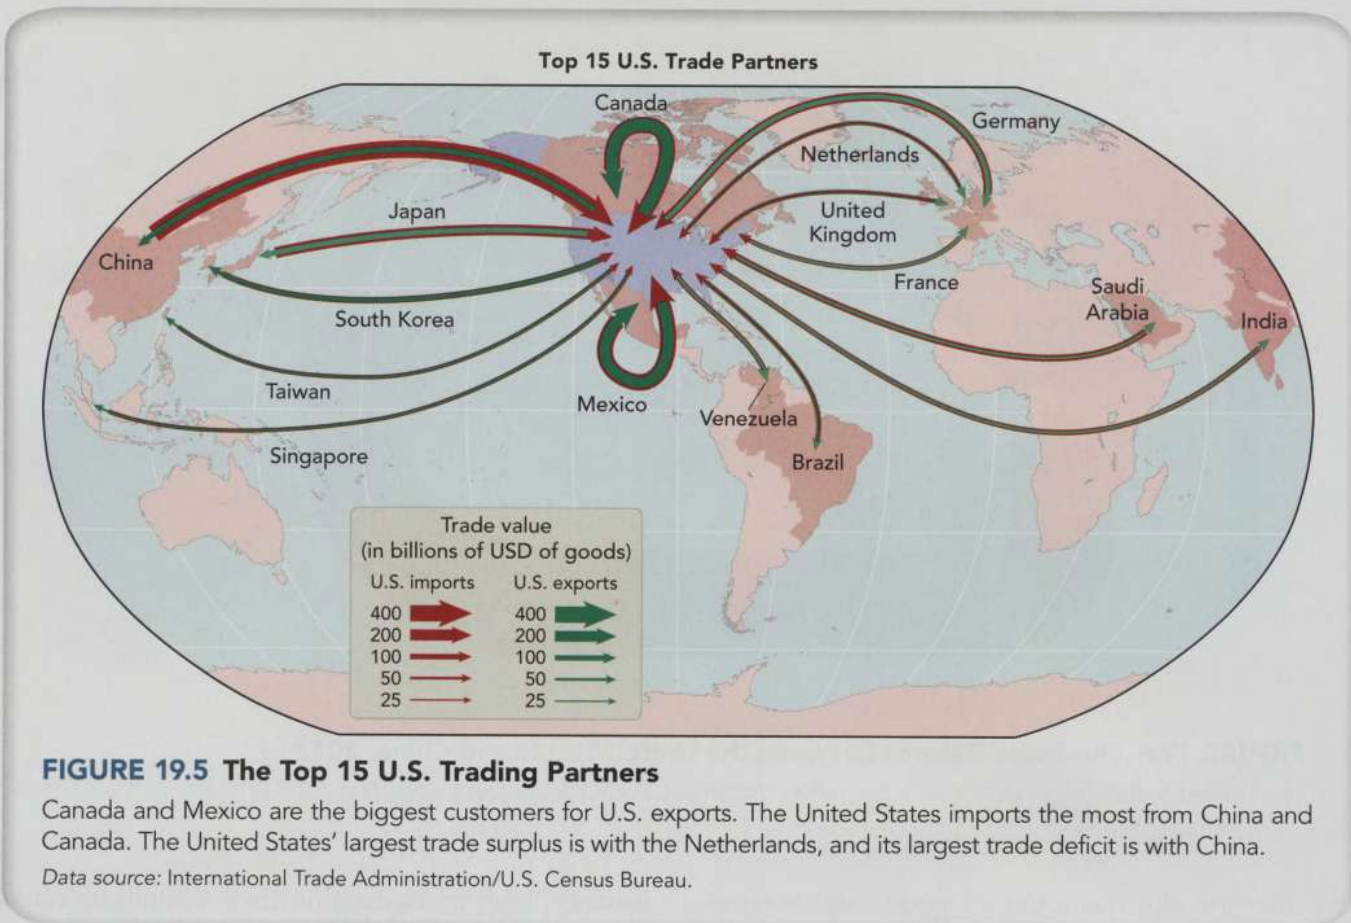 Top 15 U.S. Trade Partners
Canada
Germany
Netherlands
Japan
United
Kingdom
China
France
Saudi
Arabia
India
South Korea
Taiwan
Mexico
Venezuela
Singapore
Brazil
Trade value
(in billions of USD of goods)
U.S. imports U.S. exports
400 400
200 200
100 100
50 50
25 25
FIGURE 19.5 The Top 15 U.S. Trading Partners
Canada and Mexico are the biggest customers for U.S. exports. The United States imports the most from China and
Canada. The United States' largest trade surplus is with the Netherlands, and its largest trade deficit is with China.
Data source: International Trade Administration/U.S. Census Bureau.